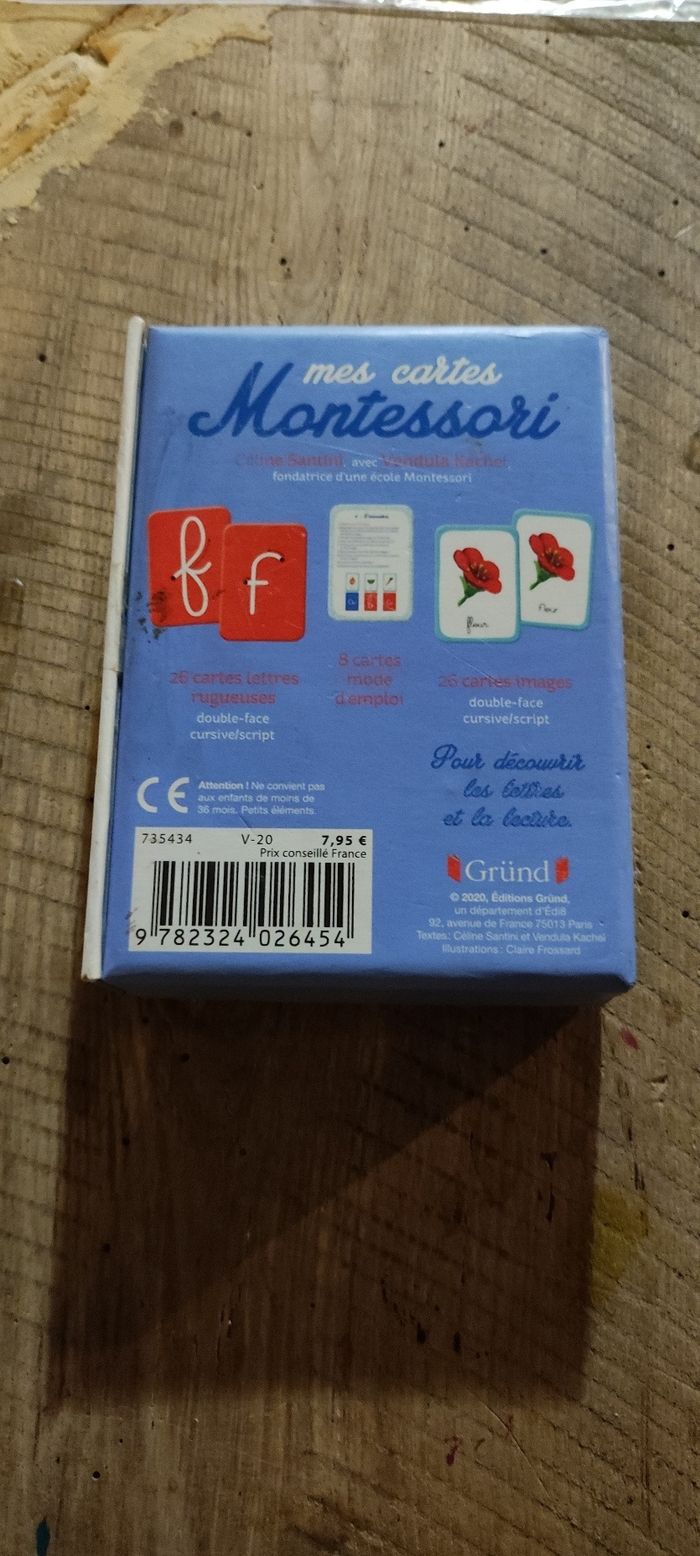 mes cartes
Montessori
Céline Santini, avec Vendula Kachel
fondatrice d'une école Montessori
f f
fleur
fleur
26 cartes lettres
rugueuses
double-face
cursive/script
8 cartes
mode
d'emploi
26 cartes images
double-face
cursive/script
Pour découvrir
les lettres
et la lecture.
CE
Attention ! Ne convient pas
aux enfants de moins de
36 mois. Petits éléments.
735434 V-20 7,95 €
Prix conseillé France
9 782324 026454
Gründ
© 2020, Éditions Gründ,
un département d'Edi8
92, avenue de France 75013 Paris
Textes : Céline Santini et Vendula Kachel
Illustrations : Claire Frossard